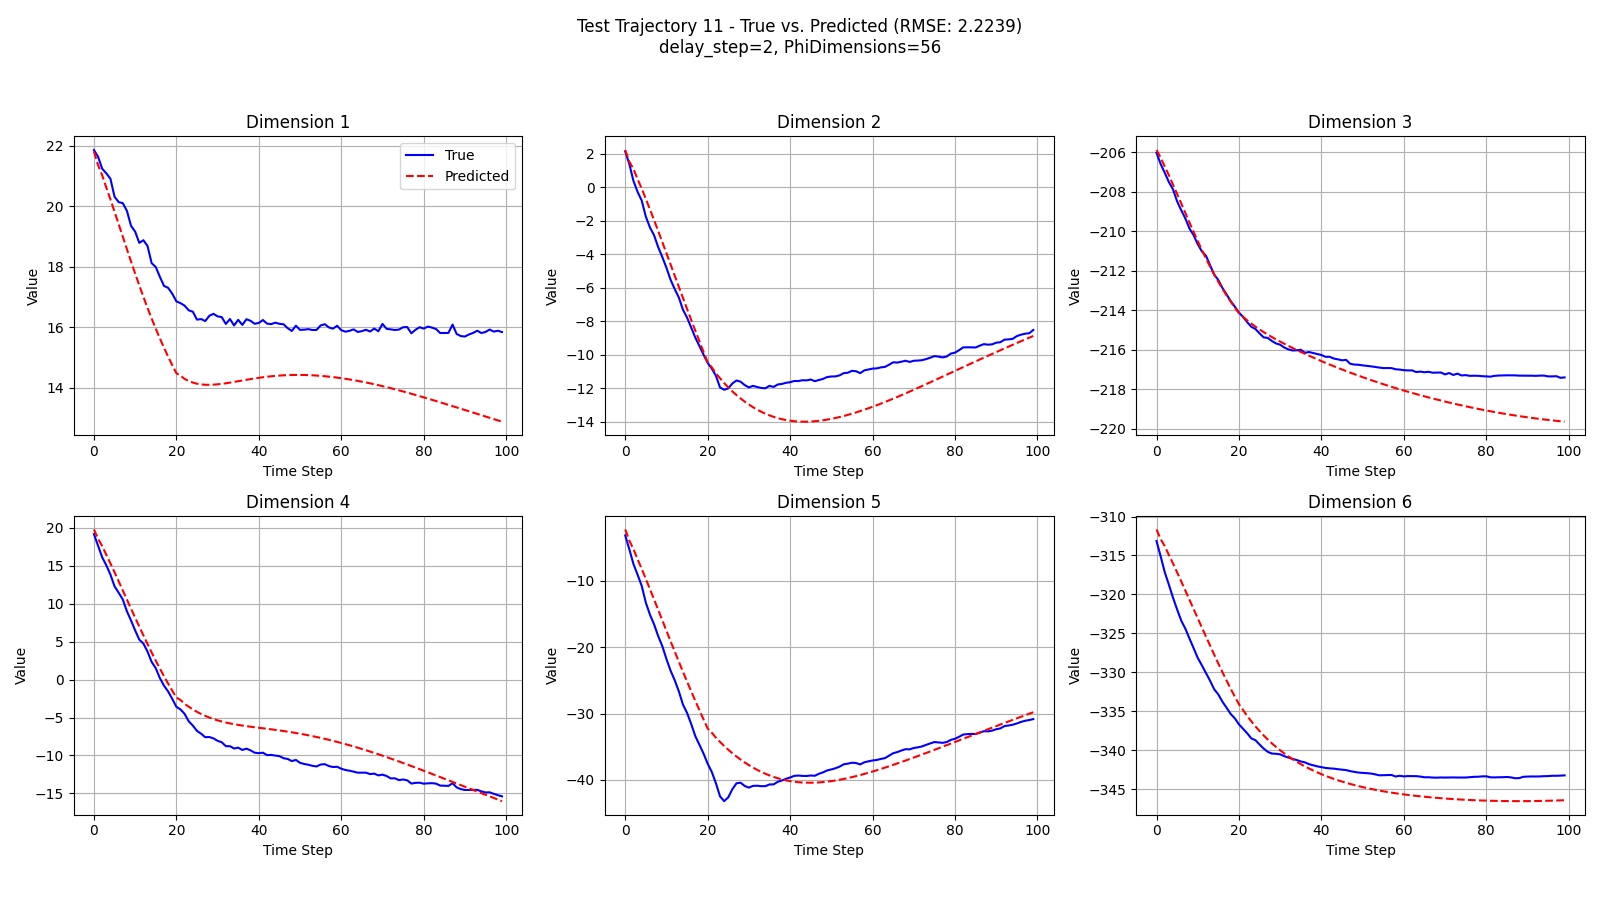 Test Trajectory 11 - True vs. Predicted (RMSE: 2.2239)
delay_step=2, PhiDimensions=56
Dimension 1
22
20
18
16
14
Value
0 20 40 60 80 100
Time Step
True
Predicted
Dimension 2
2
0
−2
−4
−6
−8
−10
−12
−14
Value
0 20 40 60 80 100
Time Step
Dimension 3
−206
−208
−210
−212
−214
−216
−218
−220
Value
0 20 40 60 80 100
Time Step
Dimension 4
20
15
10
5
0
−5
−10
−15
Value
0 20 40 60 80 100
Time Step
Dimension 5
−10
−20
−30
−40
Value
0 20 40 60 80 100
Time Step
Dimension 6
−310
−315
−320
−325
−330
−335
−340
−345
Value
0 20 40 60 80 100
Time Step